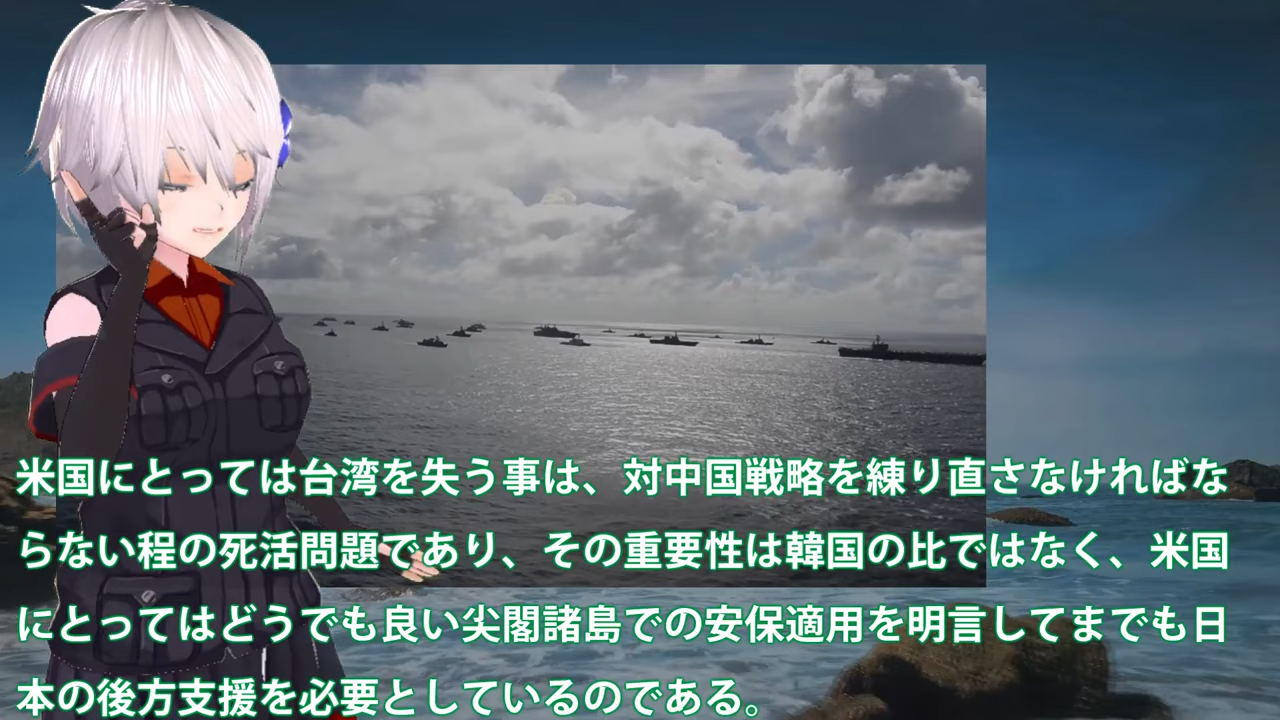 米国にとっては台湾を失う事は、対中国戦略を練り直さなければな
らない程の死活問題であり、その重要性は韓国の比ではなく、米国
にとってはどうでも良い尖閣諸島での安保適用を明言してまでも日
本の後方支援を必要としているのである。